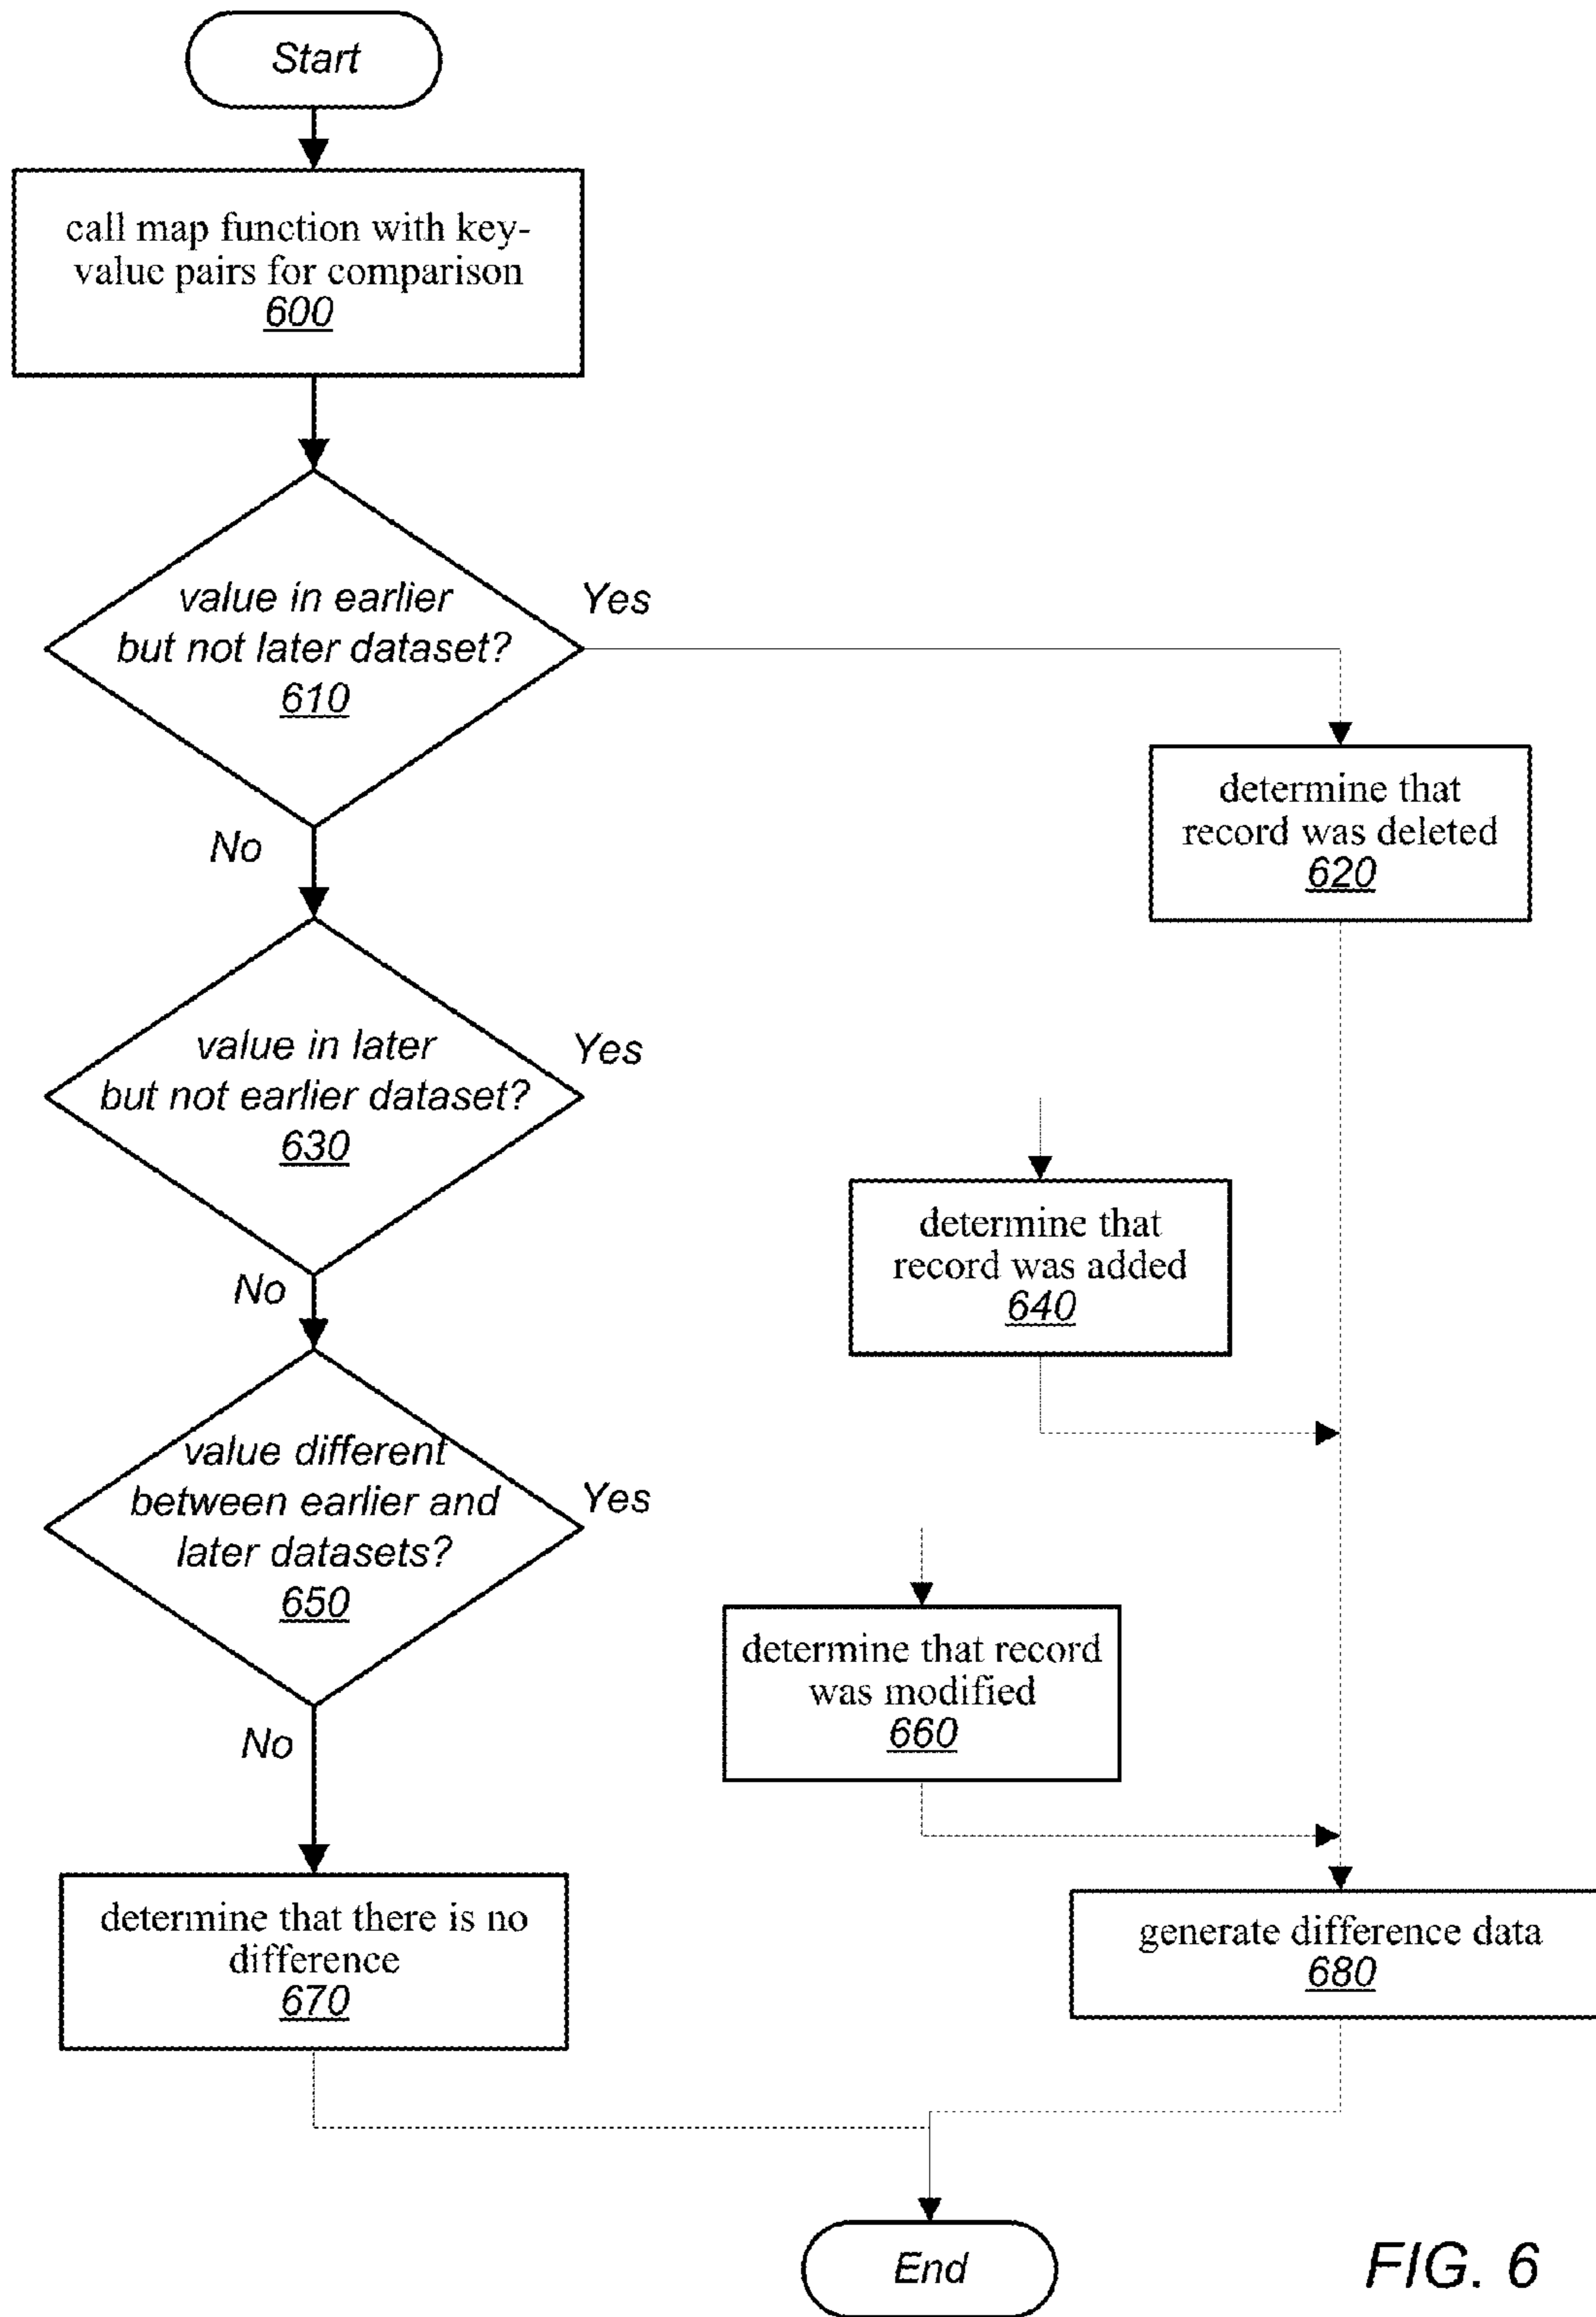 Start
call map function with key-
value pairs for comparison
600
value in earlier
but not later dataset?
610
Yes
No
determine that
record was deleted
620
value in later
but not earlier dataset?
630
Yes
No
determine that
record was added
640
value different
between earlier and
later datasets?
650
Yes
No
determine that record
was modified
660
determine that there is no
difference
670
generate difference data
680
End
FIG. 6